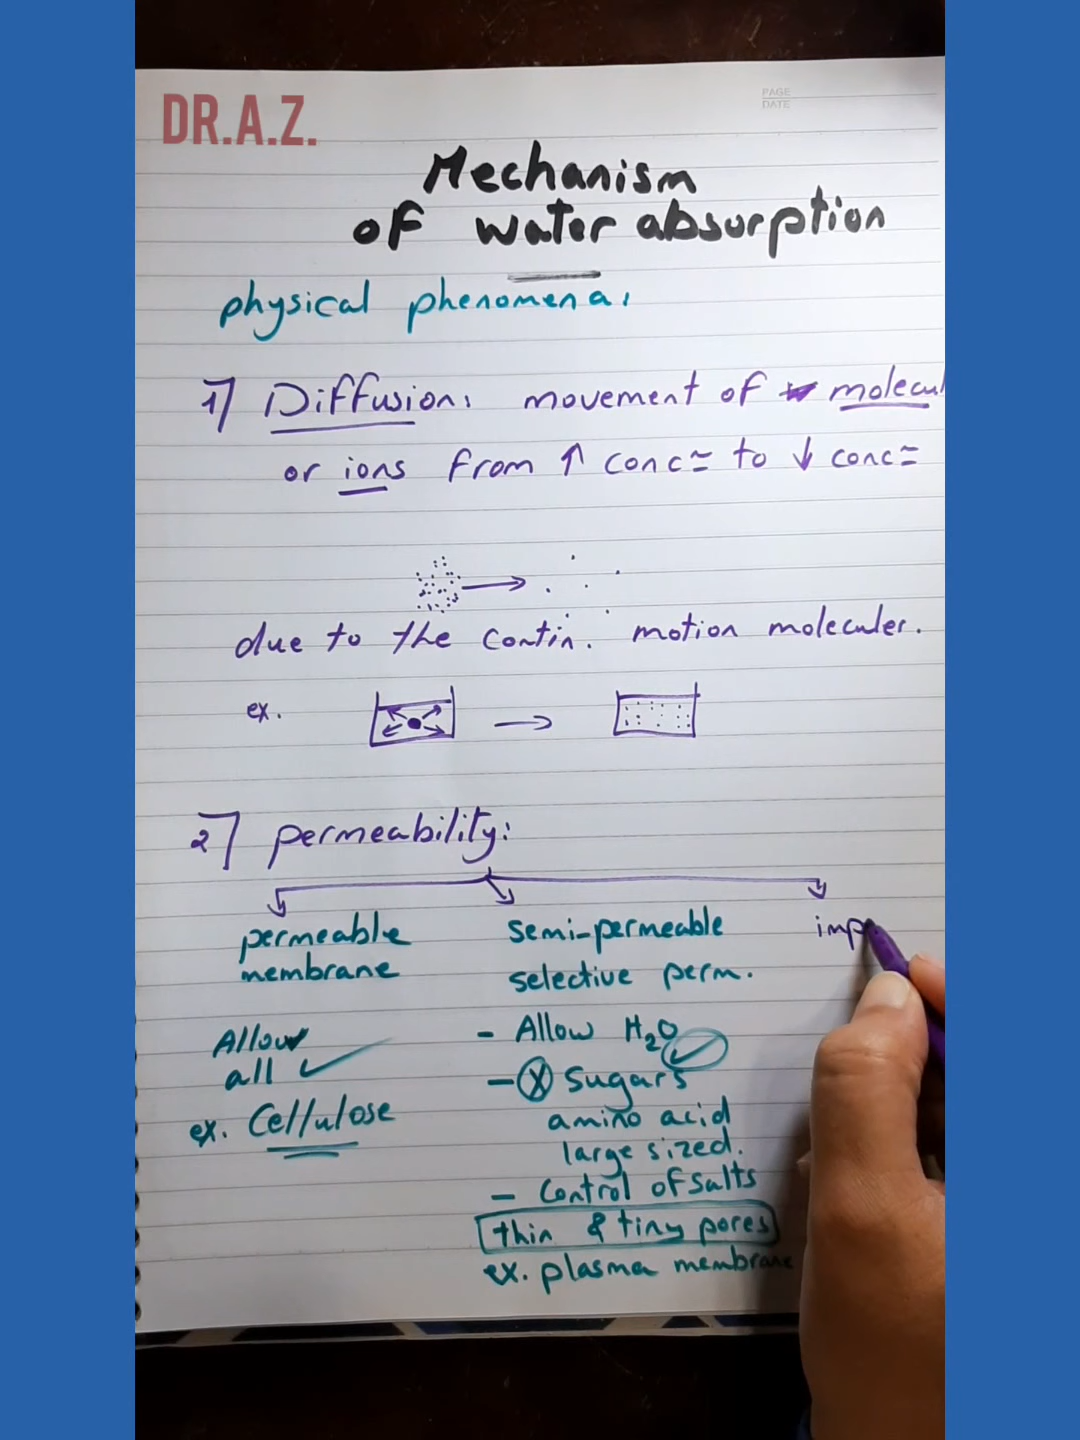 DR.A.Z.
PAGE
DATE
Mechanism
of water absorption
physical phenomena:
1] Diffusion: movement of molecul
or ions from ↑ conc= to ↓ conc=
due to the contin. motion moleculer.
ex.
2] permeability:
permeable
membrane
Allow
all ✓
ex. Cellulose
semi-permeable
selective perm.
- Allow H₂O ✓
- X Sugars
amino acid
large sized.
- Control of salts
thin & tiny pores
ex. plasma membrane
imp